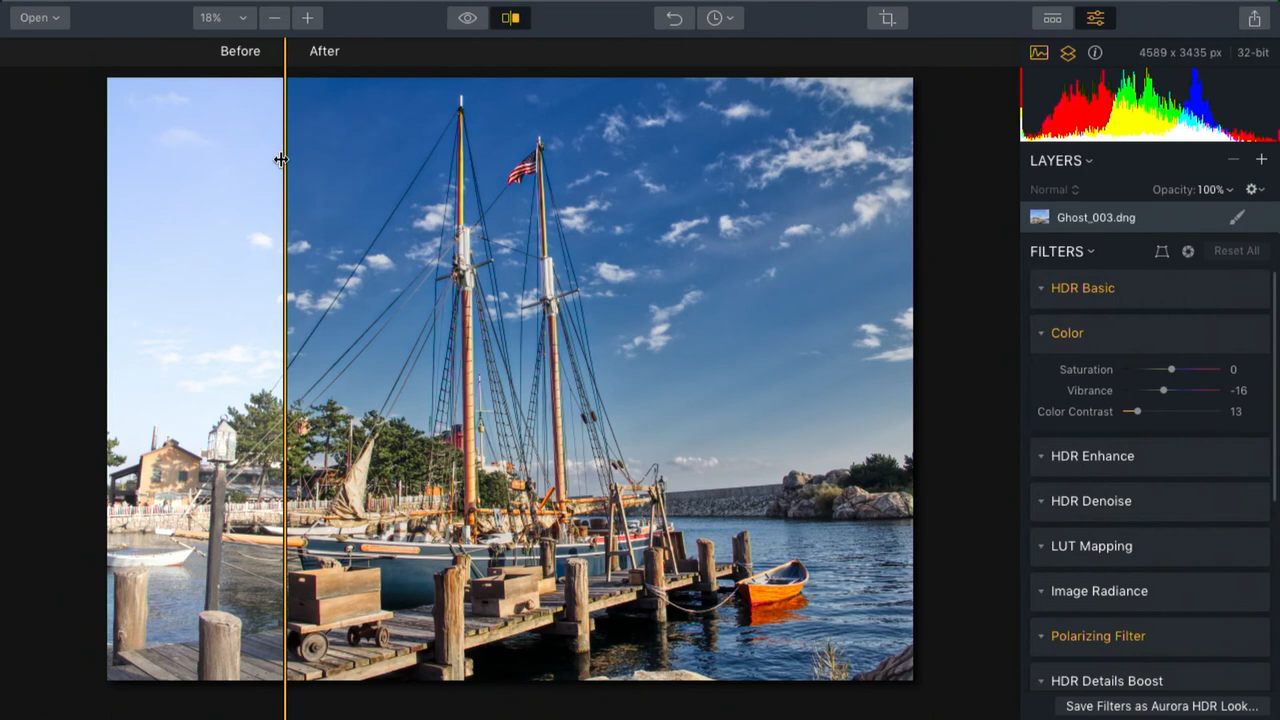 Open
18%
Before
After
4589 x 3435 px
32-bit
LAYERS
Normal
Opacity: 100%
Ghost_003.dng
FILTERS
Reset All
HDR Basic
Color
Saturation 0
Vibrance -16
Color Contrast 13
HDR Enhance
HDR Denoise
LUT Mapping
Image Radiance
Polarizing Filter
HDR Details Boost
Save Filters as Aurora HDR Look...